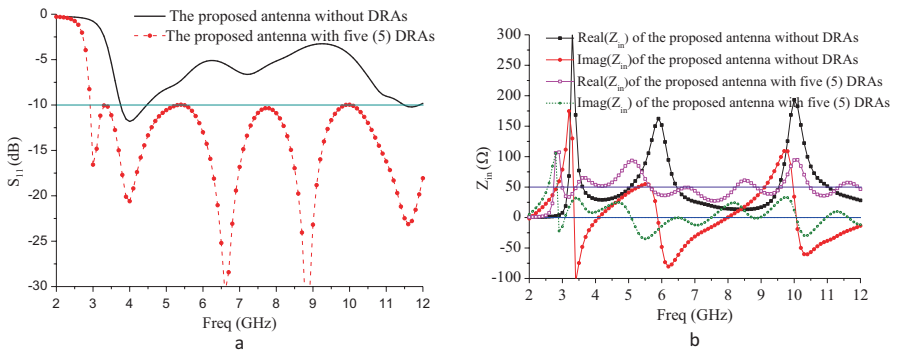 a
The proposed antenna without DRAs
The proposed antenna with five (5) DRAs
0
-5
-10
-15
-20
-25
-30
S11 (dB)
2 3 4 5 6 7 8 9 10 11 12
Freq (GHz)
a
Real(Zin)of the proposed antenna without DRAs
Imag(Zin)of the proposed antenna without DRAs
Real(Zin)of the proposed antenna with five (5) DRAs
Imag(Zin) of the proposed antenna with five (5) DRAs
300
250
200
150
100
50
0
-50
-100
Zin (Ω)
2 3 4 5 6 7 8 9 10 11 12
Freq (GHz)
b